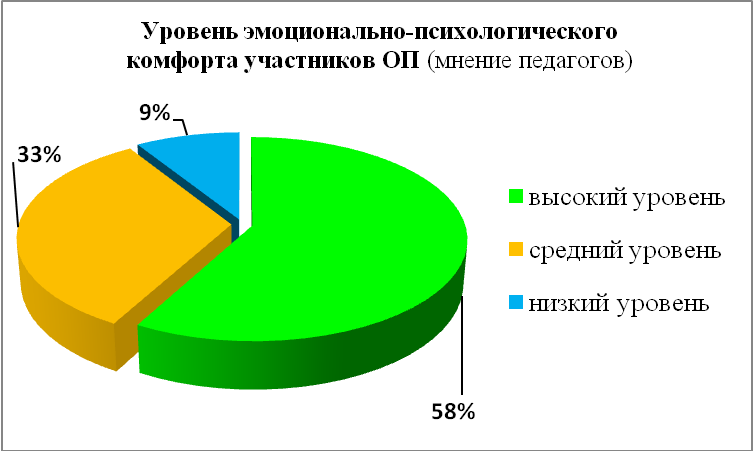 Уровень эмоционально-психологического
комфорта участников ОП (мнение педагогов)
9%
33%
высокий уровень
средний уровень
низкий уровень
58%